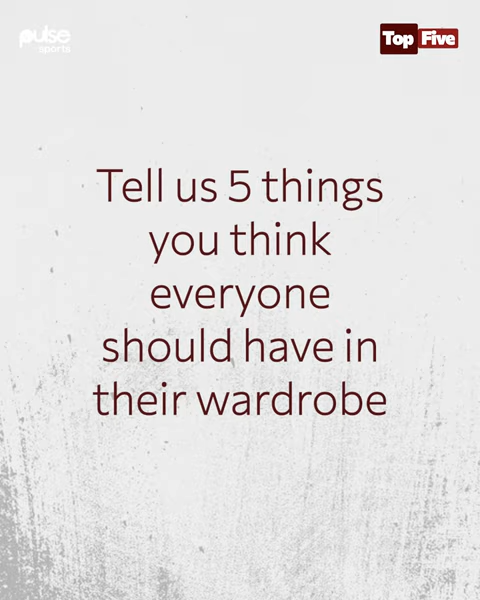 pulse
sports
Top Five
Tell us 5 things
you think
everyone
should have in
their wardrobe